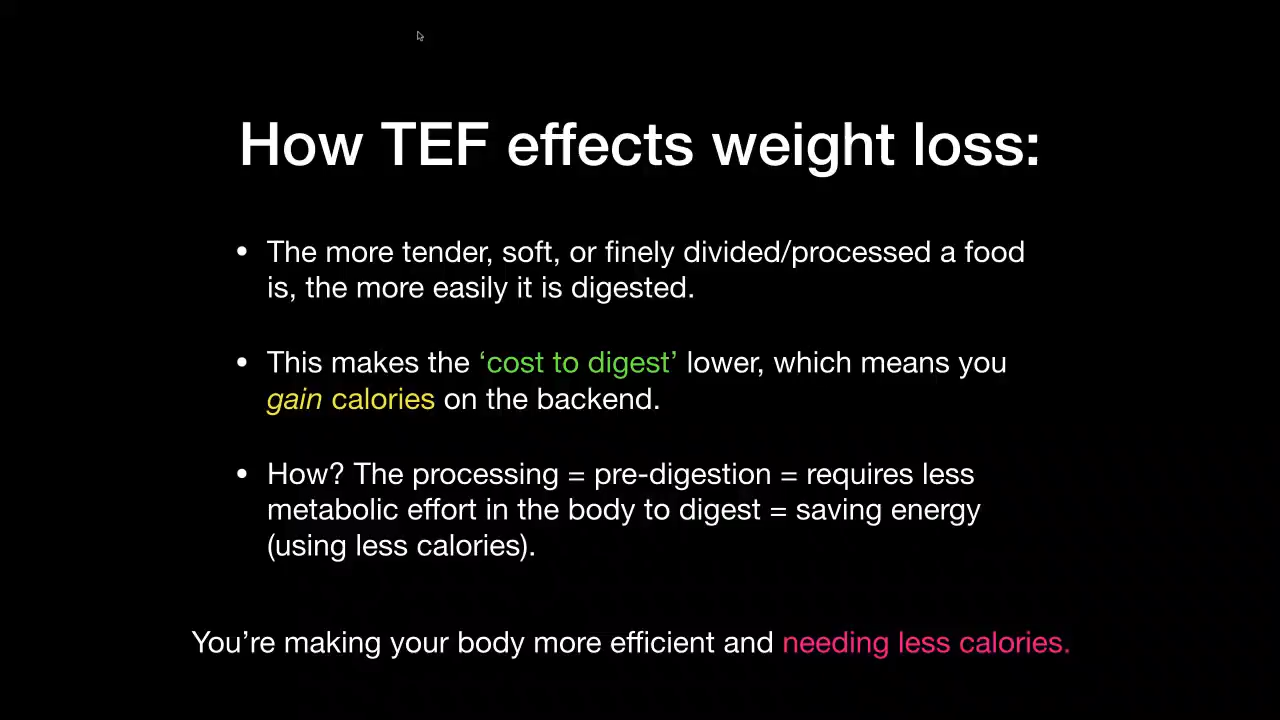 How TEF effects weight loss:
• The more tender, soft, or finely divided/processed a food
is, the more easily it is digested.
• This makes the ‘cost to digest’ lower, which means you
gain calories on the backend.
• How? The processing = pre-digestion = requires less
metabolic effort in the body to digest = saving energy
(using less calories).
You’re making your body more efficient and needing less calories.